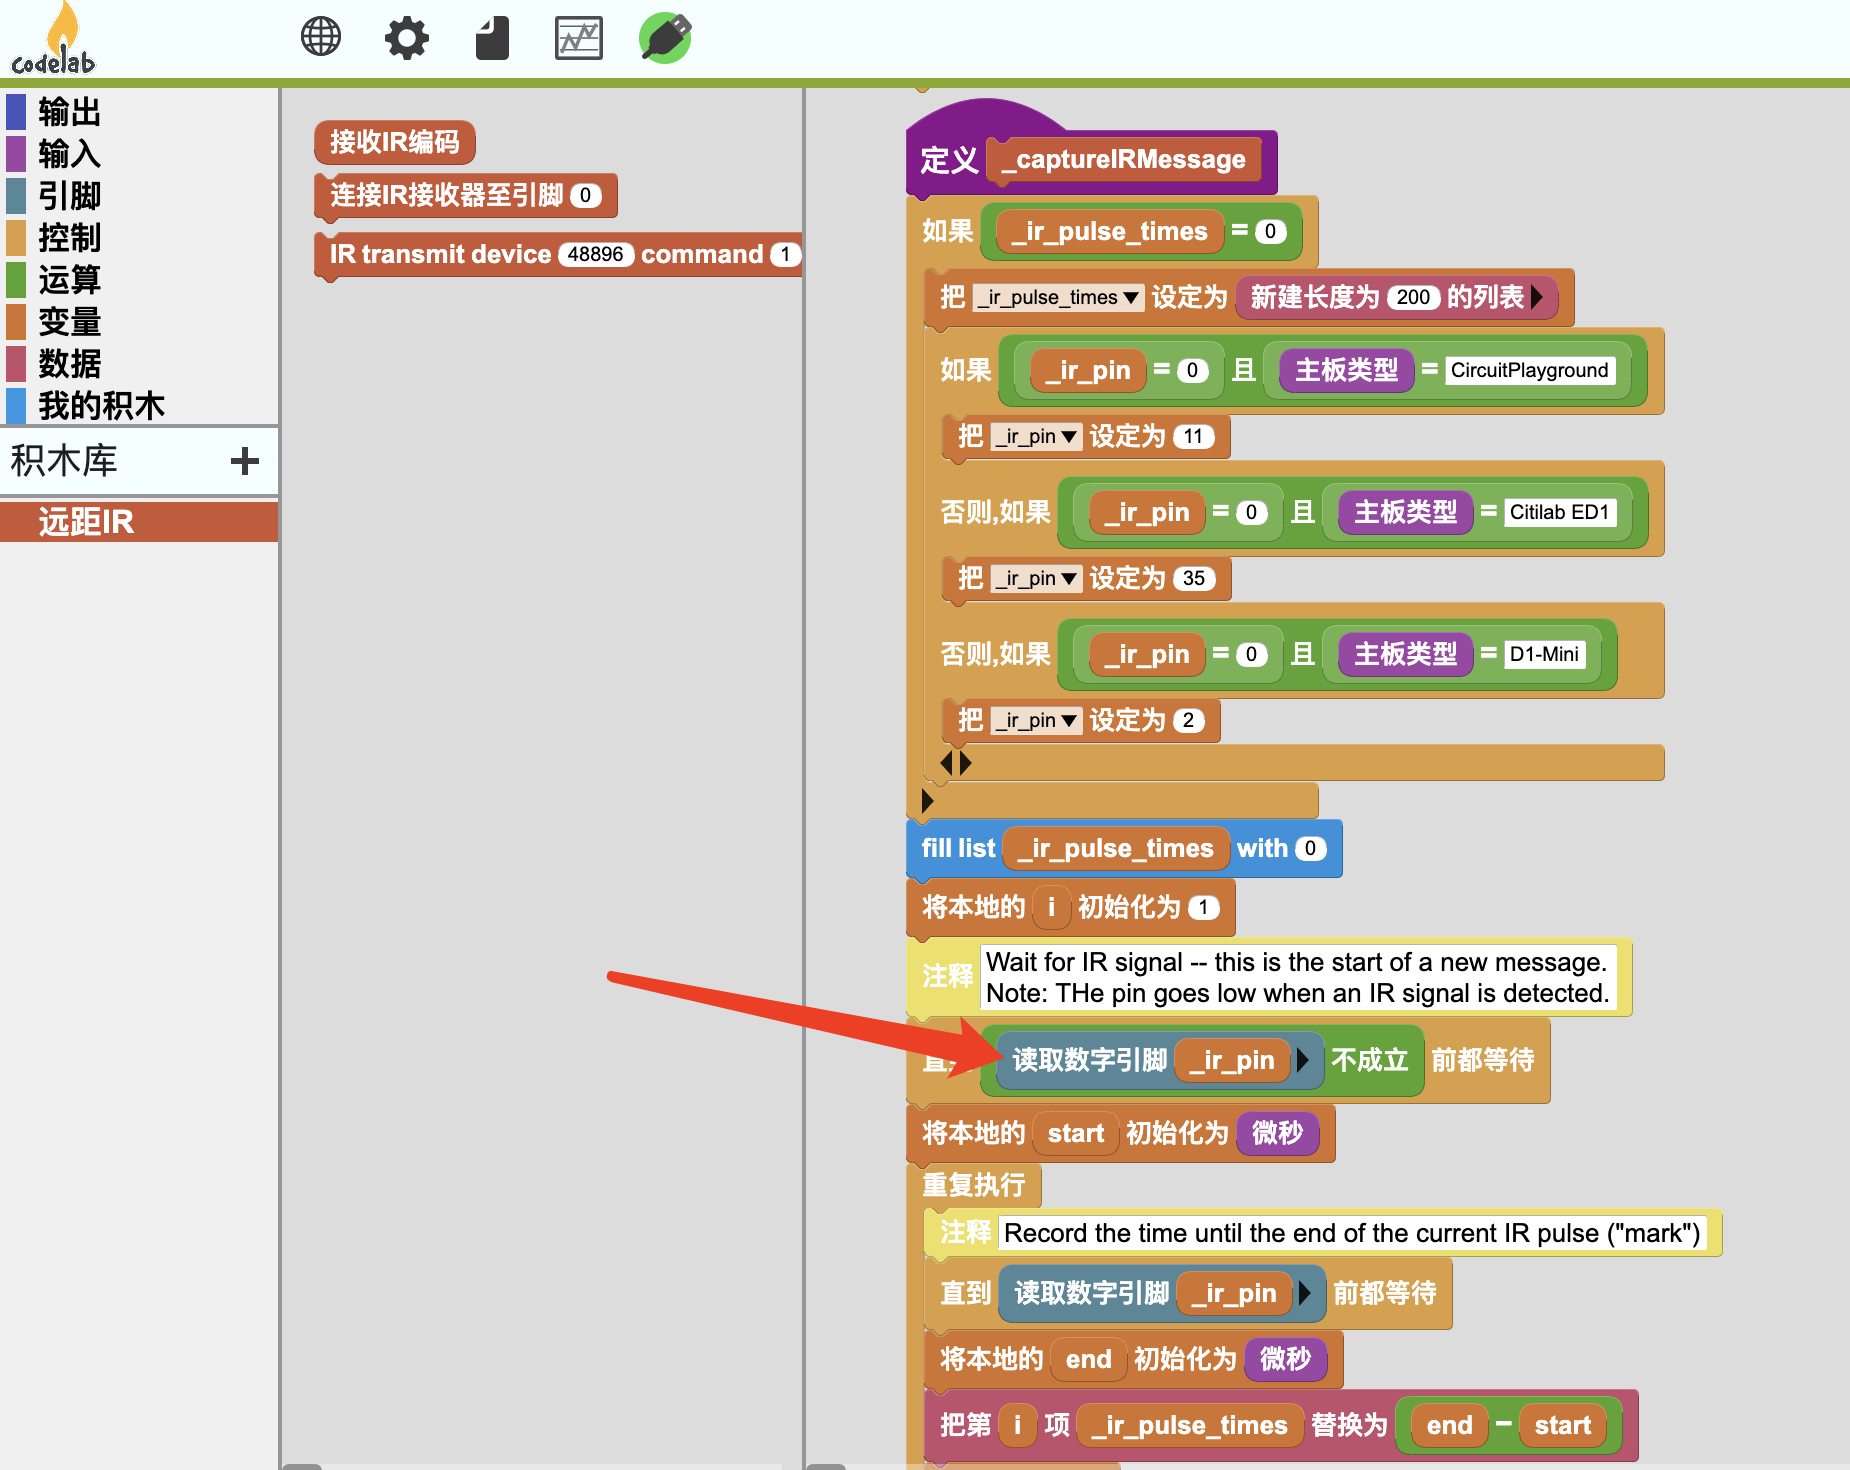 codelab
输出
输入
引脚
控制
运算
变量
数据
我的积木
积木库 +
远距IR
接收IR编码
连接IR接收器至引脚 0
IR transmit device 48896 command 1
定义 _captureIRMessage
如果 _ir_pulse_times = 0
把 _ir_pulse_times 设定为 新建长度为 200 的列表
如果 _ir_pin = 0 且 主板类型 = CircuitPlayground
把 _ir_pin 设定为 11
否则,如果 _ir_pin = 0 且 主板类型 = Citilab ED1
把 _ir_pin 设定为 35
否则,如果 _ir_pin = 0 且 主板类型 = D1-Mini
把 _ir_pin 设定为 2
fill list _ir_pulse_times with 0
将本地的 i 初始化为 1
注释 Wait for IR signal -- this is the start of a new message.
Note: THe pin goes low when an IR signal is detected.
直到 读取数字引脚 _ir_pin 不成立 前都等待
将本地的 start 初始化为 微秒
重复执行
注释 Record the time until the end of the current IR pulse ("mark")
直到 读取数字引脚 _ir_pin 前都等待
将本地的 end 初始化为 微秒
把第 i 项 _ir_pulse_times 替换为 end − start